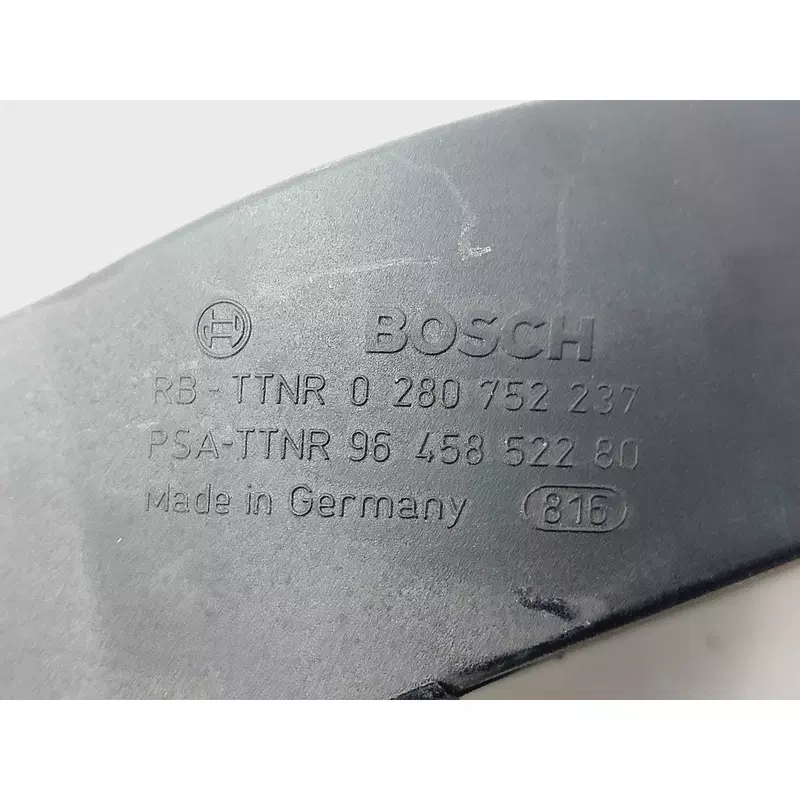 BOSCH
RB-TTNR 0 280 752 237
PSA-TTNR 96 458 522 80
Made in Germany 816